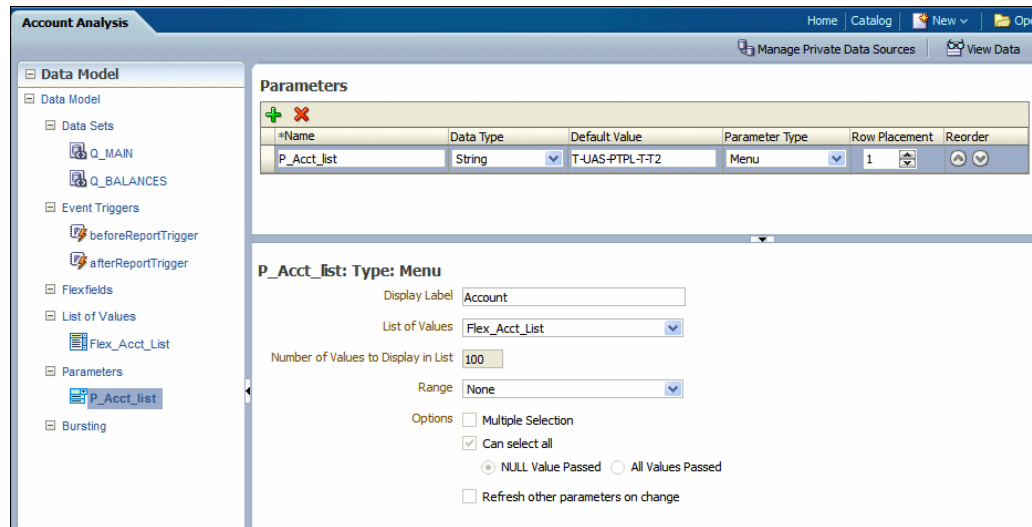 Account Analysis
Home Catalog New Ope
Manage Private Data Sources View Data
Data Model
Data Model
Data Sets
Q_MAIN
Q_BALANCES
Event Triggers
beforeReportTrigger
afterReportTrigger
Flexfields
List of Values
Flex_Acct_List
Parameters
P_Acct_list
Bursting
Parameters
*Name Data Type Default Value Parameter Type Row Placement Reorder
P_Acct_list String T-UAS-PTPL-T-T2 Menu 1
P_Acct_list: Type: Menu
Display Label Account
List of Values Flex_Acct_List
Number of Values to Display in List 100
Range None
Options Multiple Selection
Can select all
NULL Value Passed All Values Passed
Refresh other parameters on change